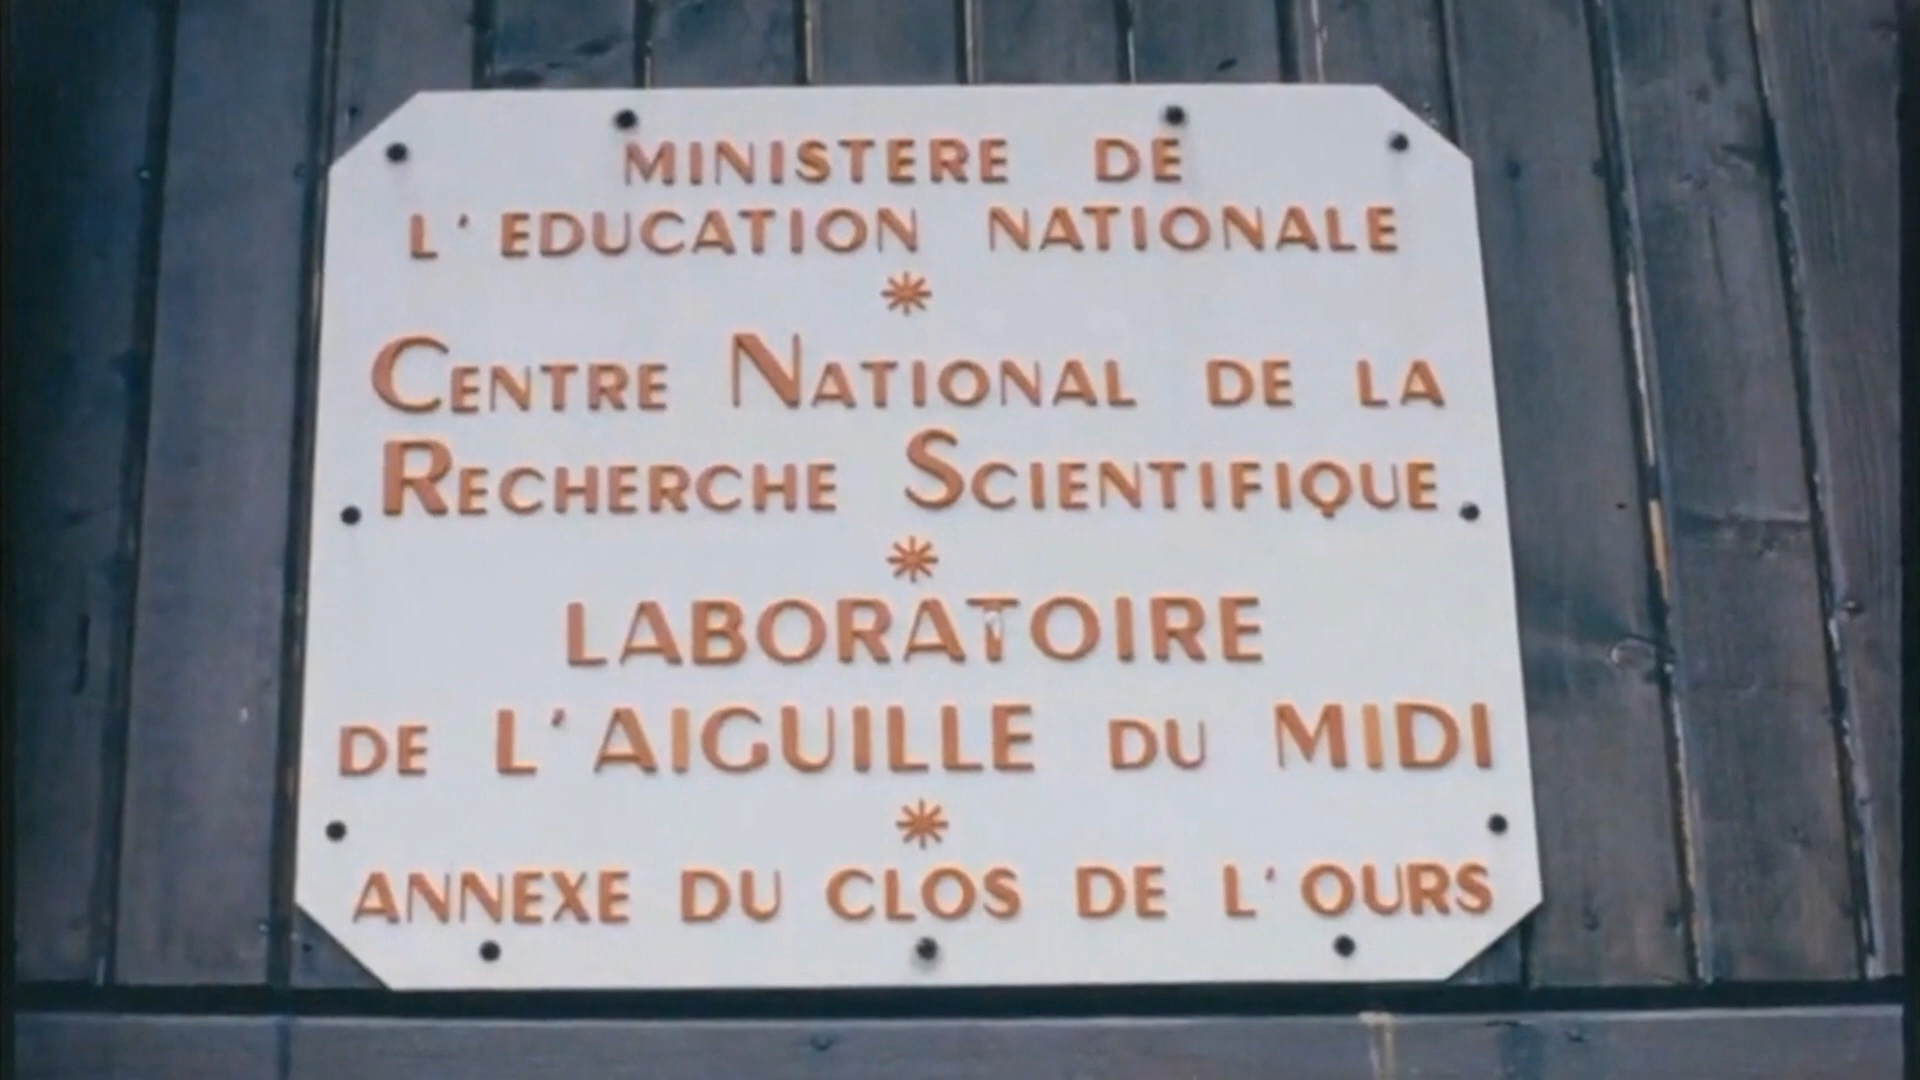 MINISTERE DE
L'EDUCATION NATIONALE
*
CENTRE NATIONAL DE LA
RECHERCHE SCIENTIFIQUE
*
LABORATOIRE
DE L'AIGUILLE DU MIDI
*
ANNEXE DU CLOS DE L'OURS